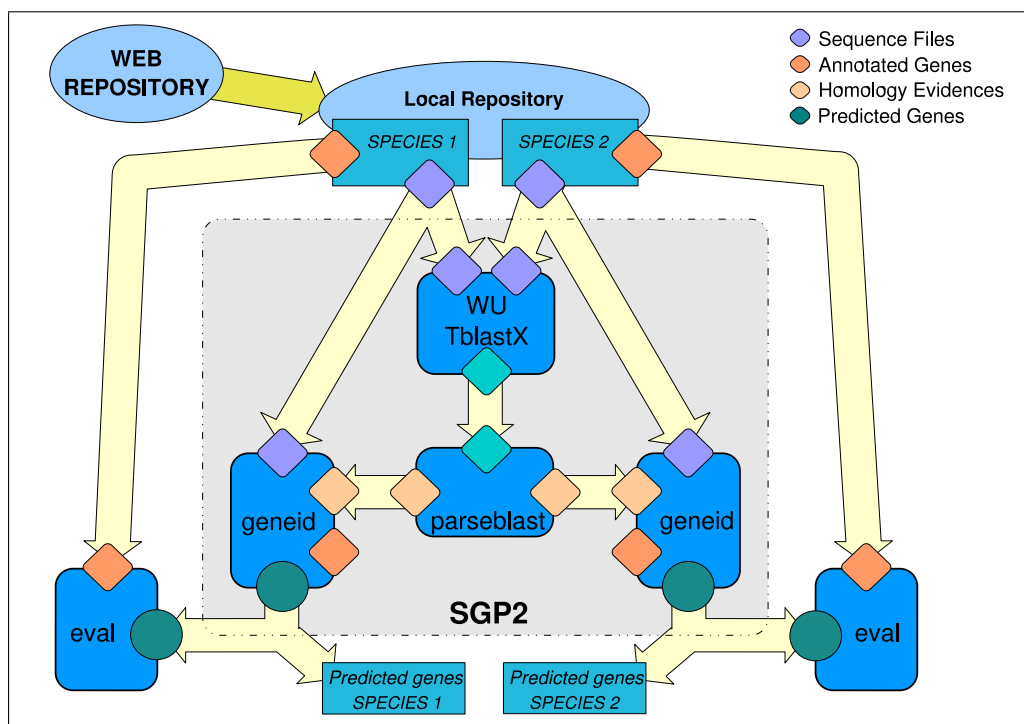 WEB
REPOSITORY
Local Repository
Sequence Files
Annotated Genes
Homology Evidences
Predicted Genes
SPECIES 1
SPECIES 2
WU
TblastX
geneid
parseblast
geneid
SGP2
eval
eval
Predicted genes
SPECIES 1
Predicted genes
SPECIES 2